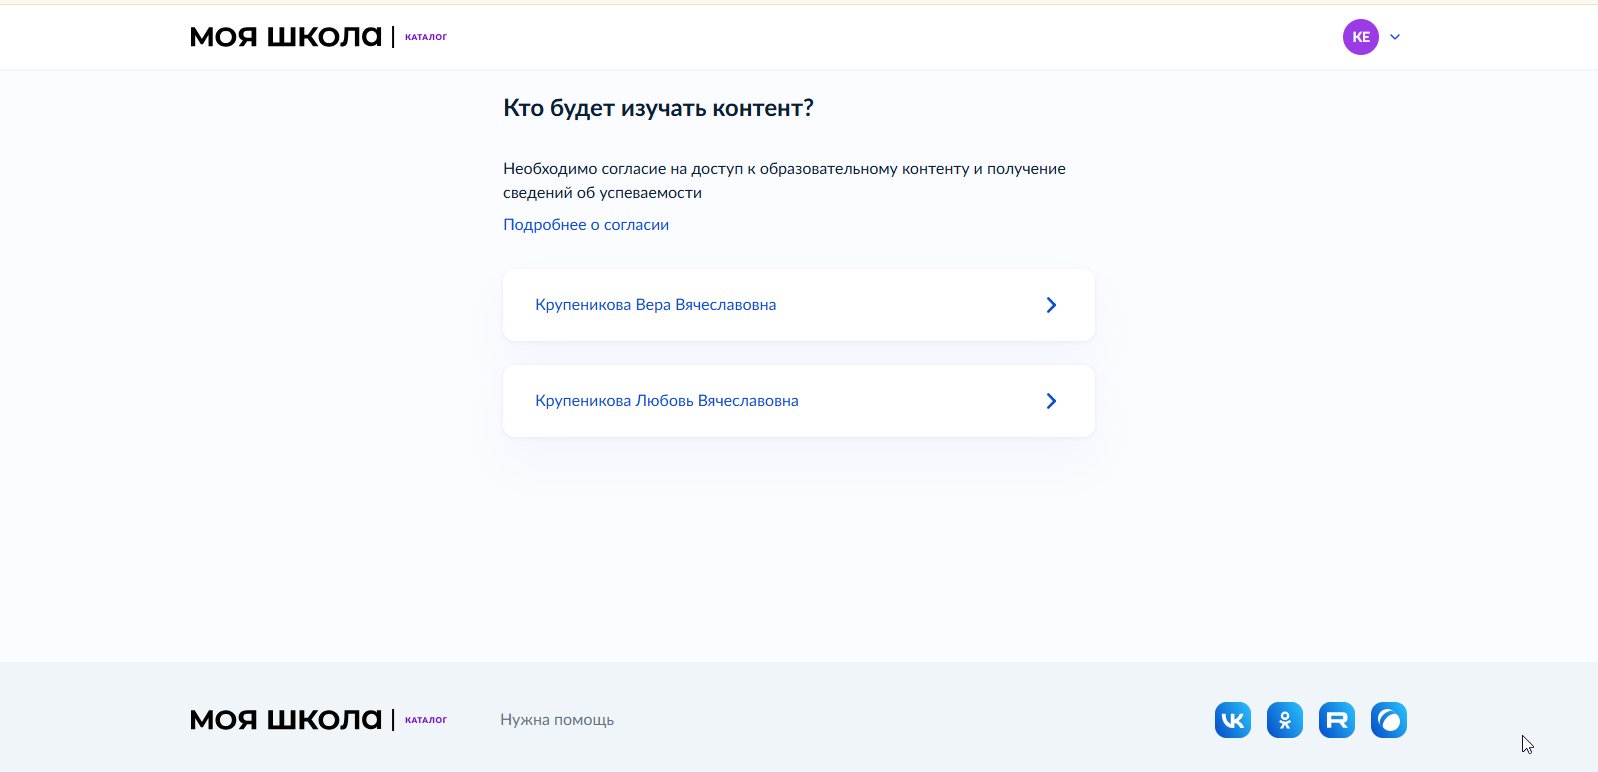 моя школа | КАТАЛОГ
КЕ
Кто будет изучать контент?
Необходимо согласие на доступ к образовательному контенту и получение
сведений об успеваемости
Подробнее о согласии
Крупеникова Вера Вячеславовна
Крупеникова Любовь Вячеславовна
моя школа | КАТАЛОГ
Нужна помощь